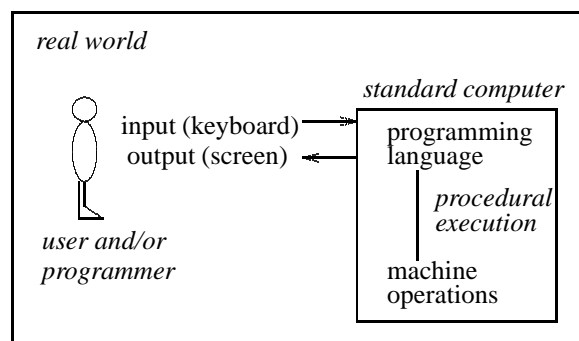 real world
standard computer
input (keyboard)
output (screen)
programming
language
procedural
execution
machine
operations
user and/or
programmer